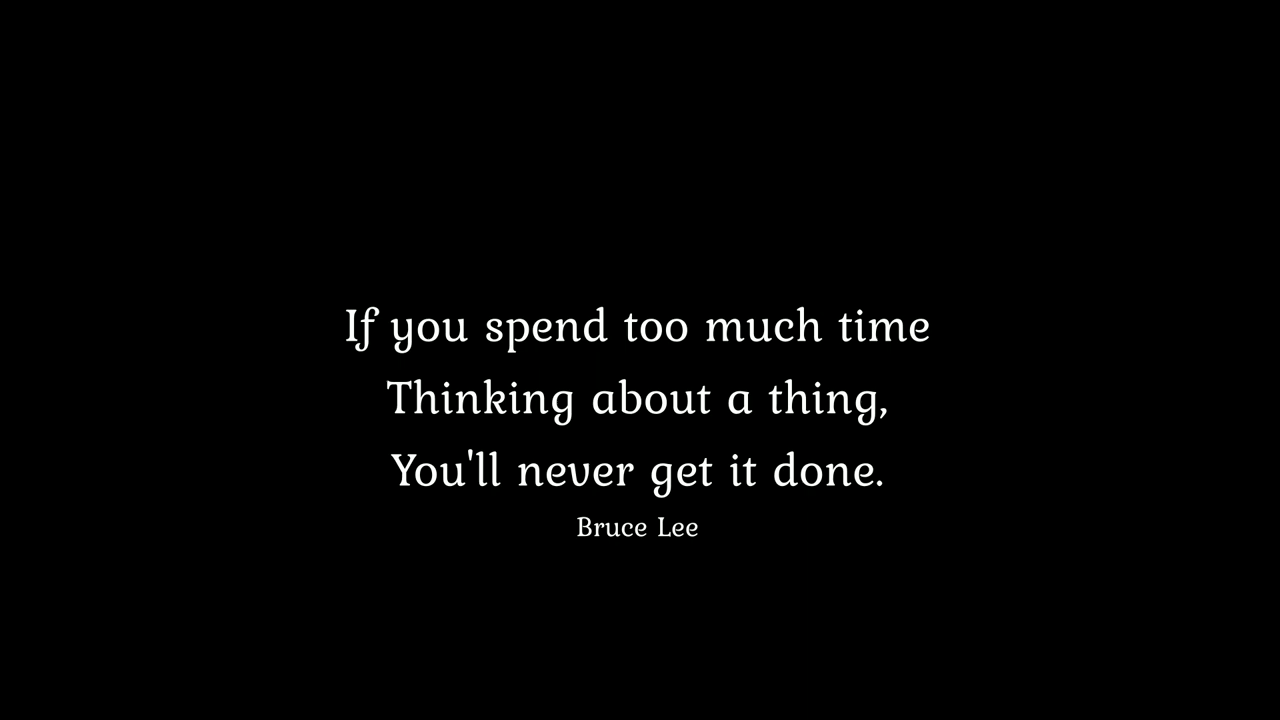 If you spend too much time
Thinking about a thing,
You'll never get it done.
Bruce Lee